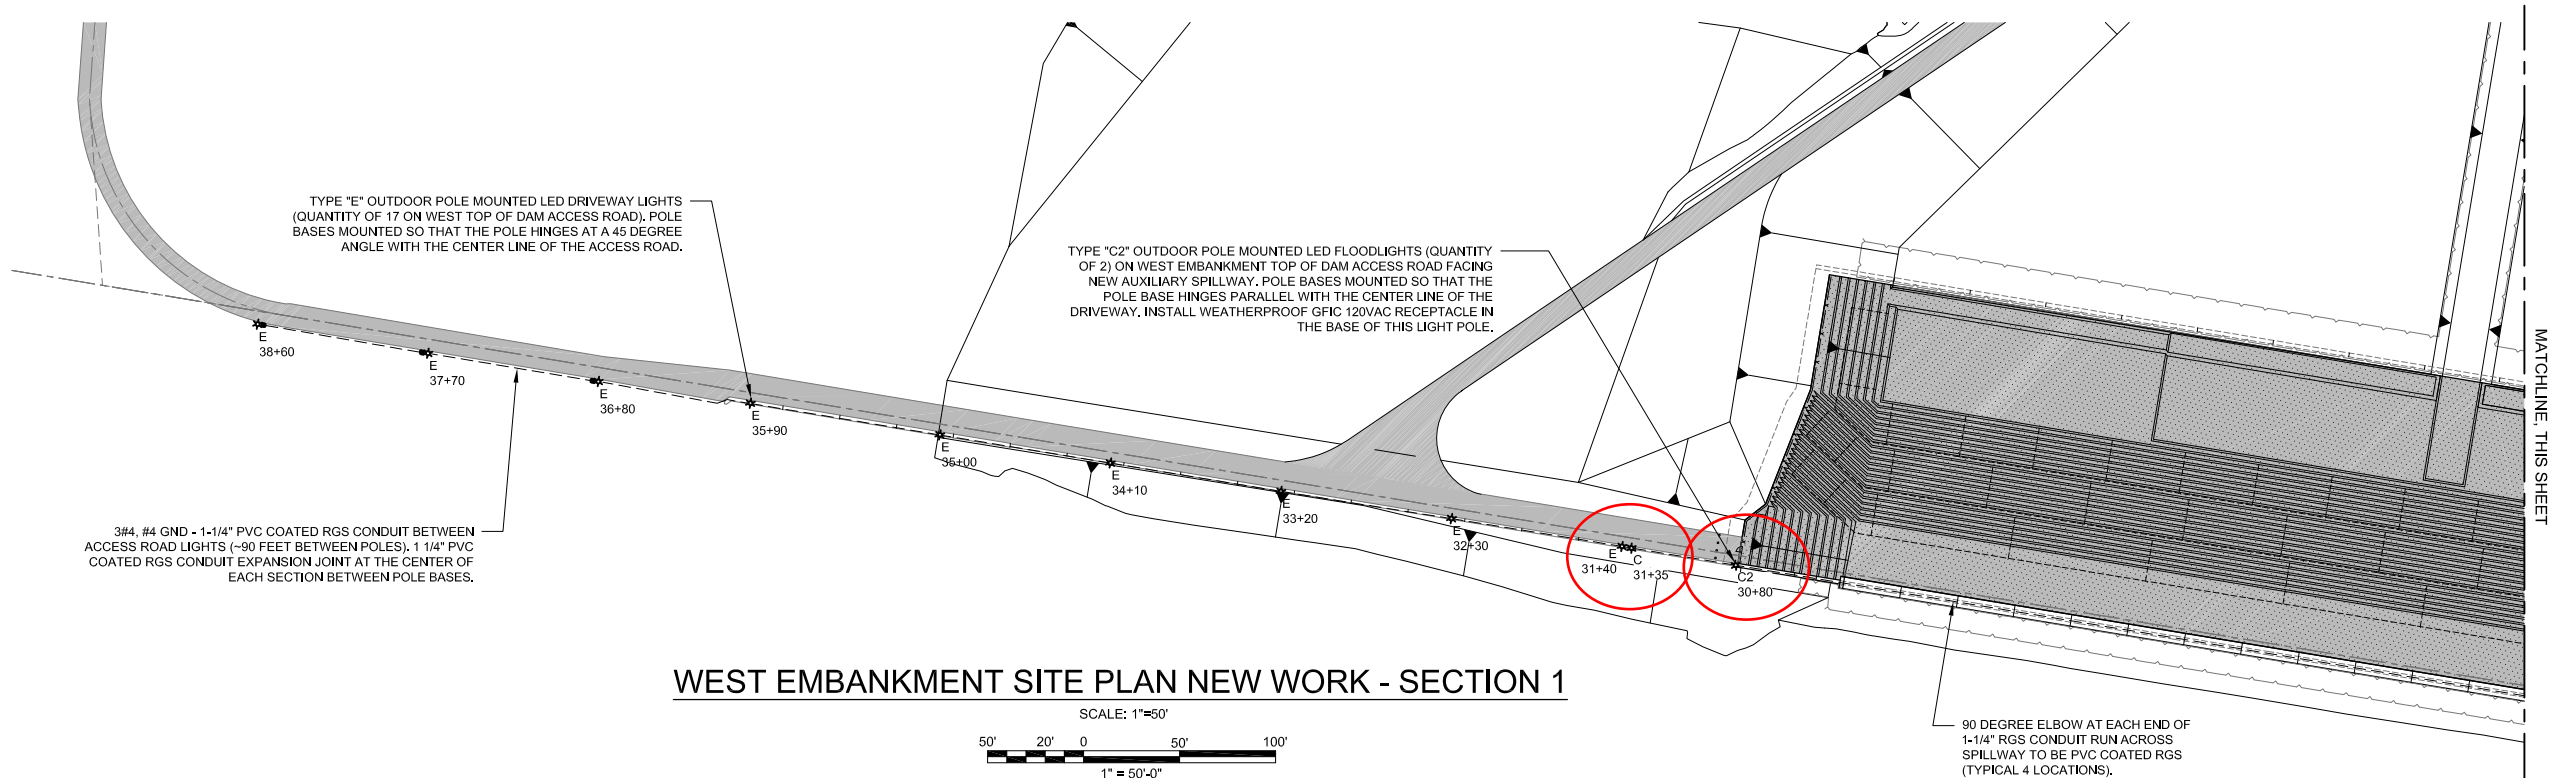 TYPE "E" OUTDOOR POLE MOUNTED LED DRIVEWAY LIGHTS
(QUANTITY OF 17 ON WEST TOP OF DAM ACCESS ROAD). POLE
BASES MOUNTED SO THAT THE POLE HINGES AT A 45 DEGREE
ANGLE WITH THE CENTER LINE OF THE ACCESS ROAD.
TYPE "C2" OUTDOOR POLE MOUNTED LED FLOODLIGHTS (QUANTITY
OF 2) ON WEST EMBANKMENT TOP OF DAM ACCESS ROAD FACING
NEW AUXILIARY SPILLWAY. POLE BASES MOUNTED SO THAT THE
POLE BASE HINGES PARALLEL WITH THE CENTER LINE OF THE
DRIVEWAY. INSTALL WEATHERPROOF GFIC 120VAC RECEPTACLE IN
THE BASE OF THIS LIGHT POLE.
MATCHLINE, THIS SHEET
E
38+60
E
37+70
E
36+80
E
35+90
E
35+00
E
34+10
E
33+20
E
32+30
E
31+40
C
31+35
C2
30+80
3#4, #4 GND - 1-1/4" PVC COATED RGS CONDUIT BETWEEN
ACCESS ROAD LIGHTS (~90 FEET BETWEEN POLES). 1 1/4" PVC
COATED RGS CONDUIT EXPANSION JOINT AT THE CENTER OF
EACH SECTION BETWEEN POLE BASES.
WEST EMBANKMENT SITE PLAN NEW WORK - SECTION 1
SCALE: 1"=50'
50' 20' 0 50' 100'
1" = 50'-0"
90 DEGREE ELBOW AT EACH END OF
1-1/4" RGS CONDUIT RUN ACROSS
SPILLWAY TO BE PVC COATED RGS
(TYPICAL 4 LOCATIONS).